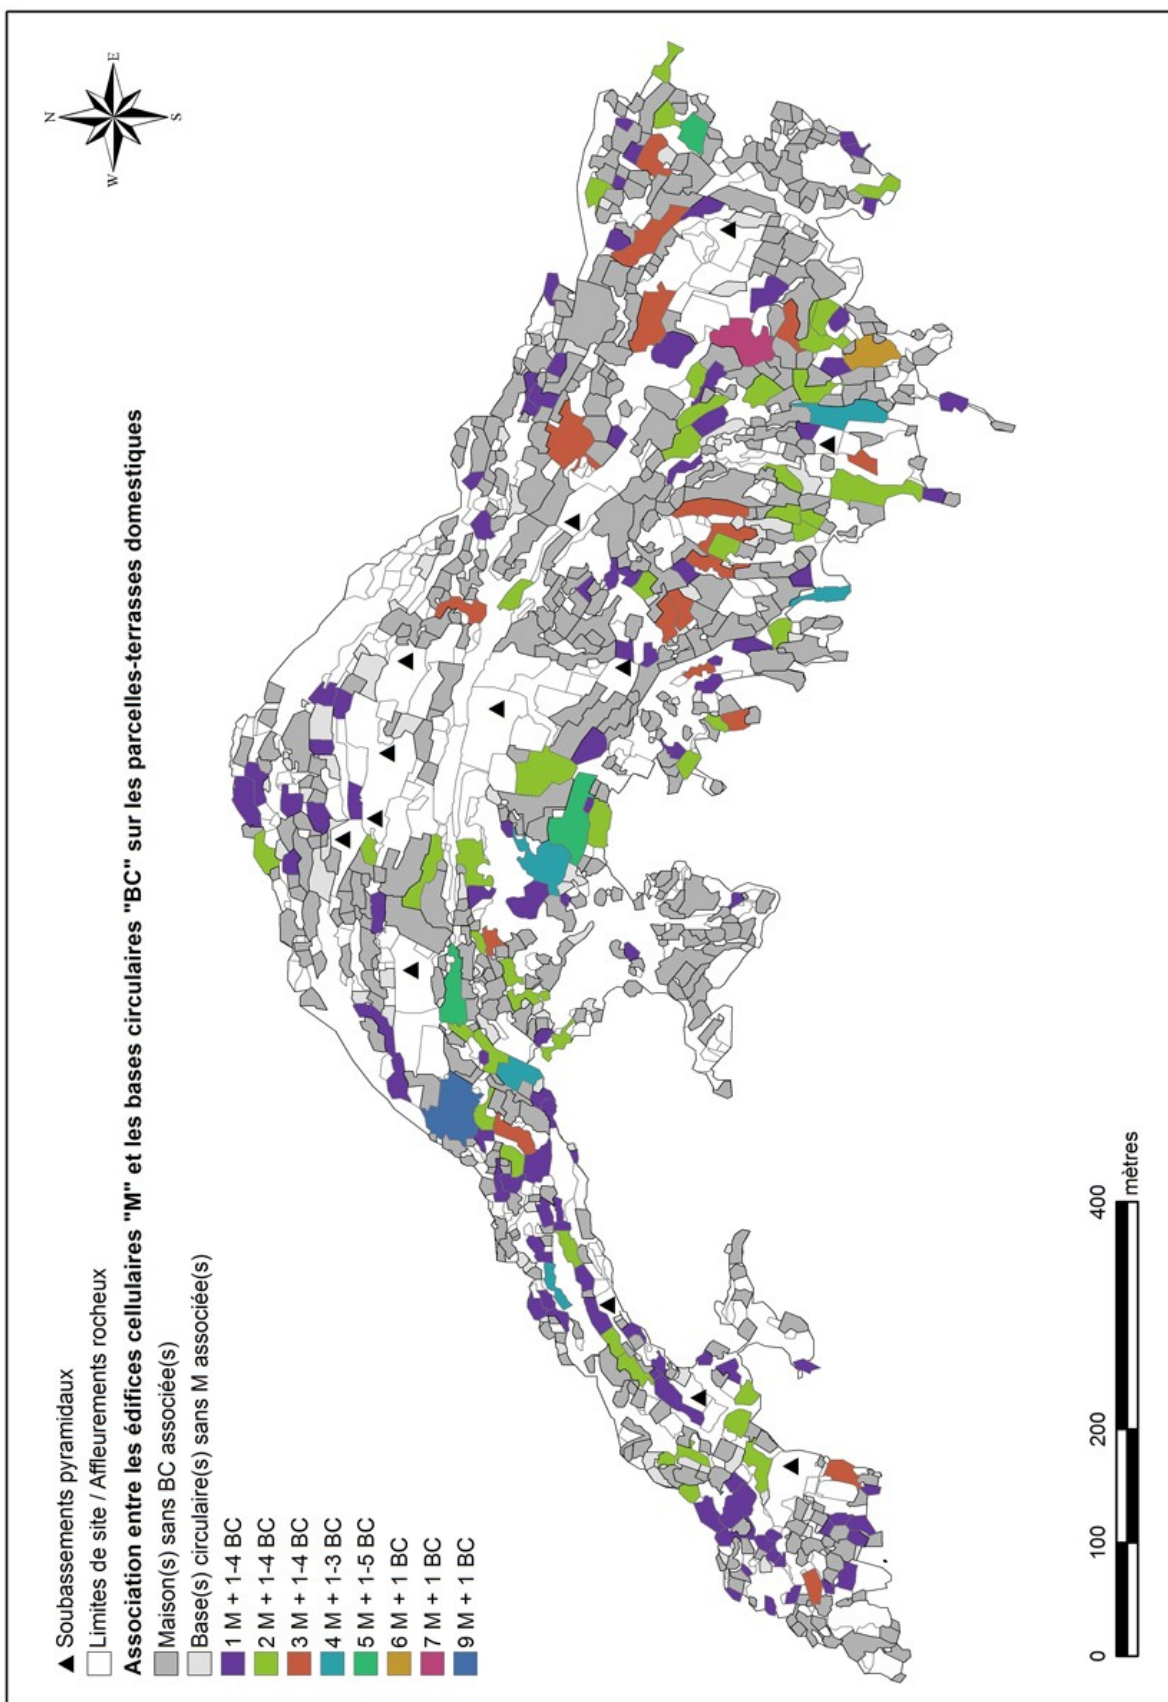 N
W E
S
Soubassements pyramidaux
Limites de site / Affleurements rocheux
Association entre les édifices cellulaires "M" et les bases circulaires "BC" sur les parcelles-terrasses domestiques
Maison(s) sans BC associée(s)
Base(s) circulaire(s) sans M associée(s)
1 M + 1-4 BC
2 M + 1-4 BC
3 M + 1-4 BC
4 M + 1-3 BC
5 M + 1-5 BC
6 M + 1 BC
7 M + 1 BC
9 M + 1 BC
0 100 200 400
mètres